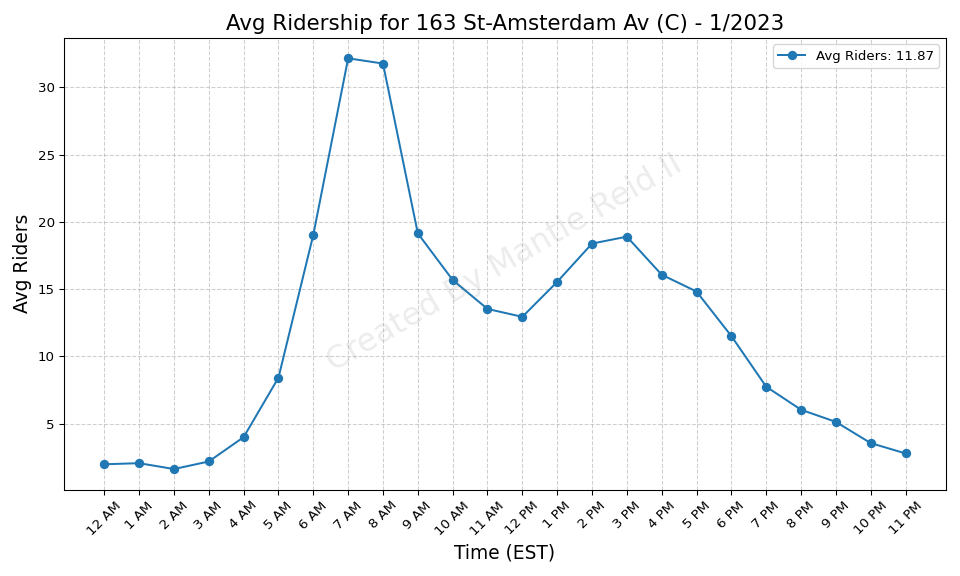 Avg Ridership for 163 St-Amsterdam Av (C) - 1/2023
Avg Riders: 11.87
Avg Riders
30
25
20
15
10
5
Created By Mantie Reid II
12 AM
1 AM
2 AM
3 AM
4 AM
5 AM
6 AM
7 AM
8 AM
9 AM
10 AM
11 AM
12 PM
1 PM
2 PM
3 PM
4 PM
5 PM
6 PM
7 PM
8 PM
9 PM
10 PM
11 PM
Time (EST)